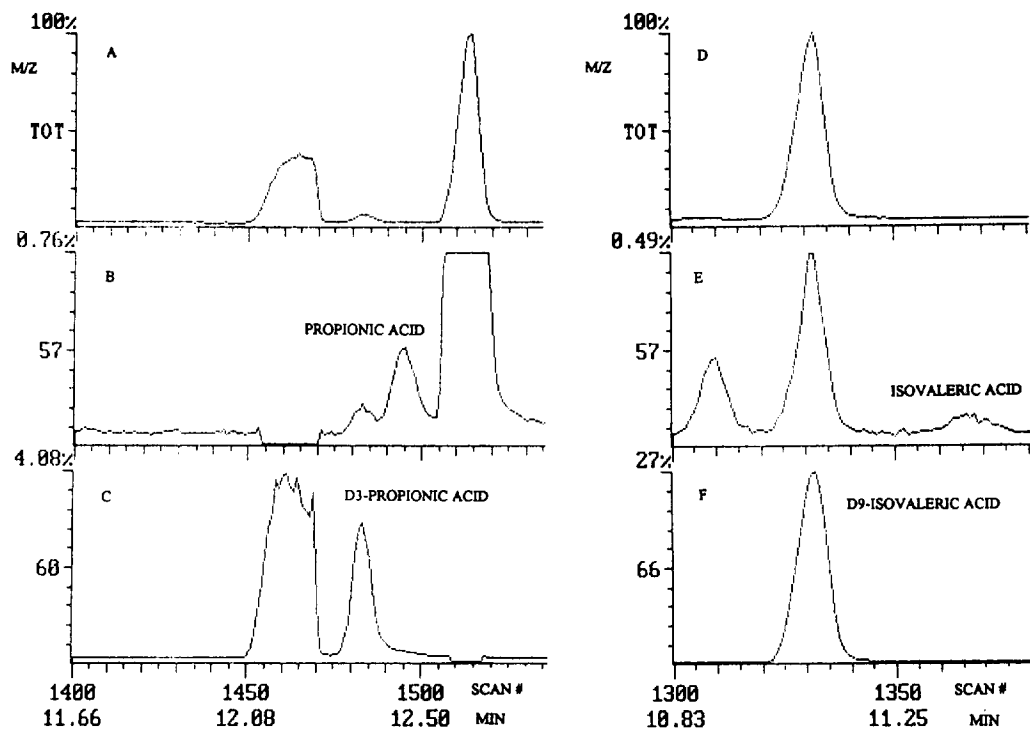 100%
A
M/Z
TOT
0.76%
B
PROPIONIC ACID
57
4.08%
C
D3-PROPIONIC ACID
60
1400 1450 1500 SCAN #
11.66 12.08 12.50 MIN
100%
D
M/Z
TOT
0.49%
E
57
ISOVALERIC ACID
27%
F
D9-ISOVALERIC ACID
66
1300 1350 SCAN #
10.83 11.25 MIN